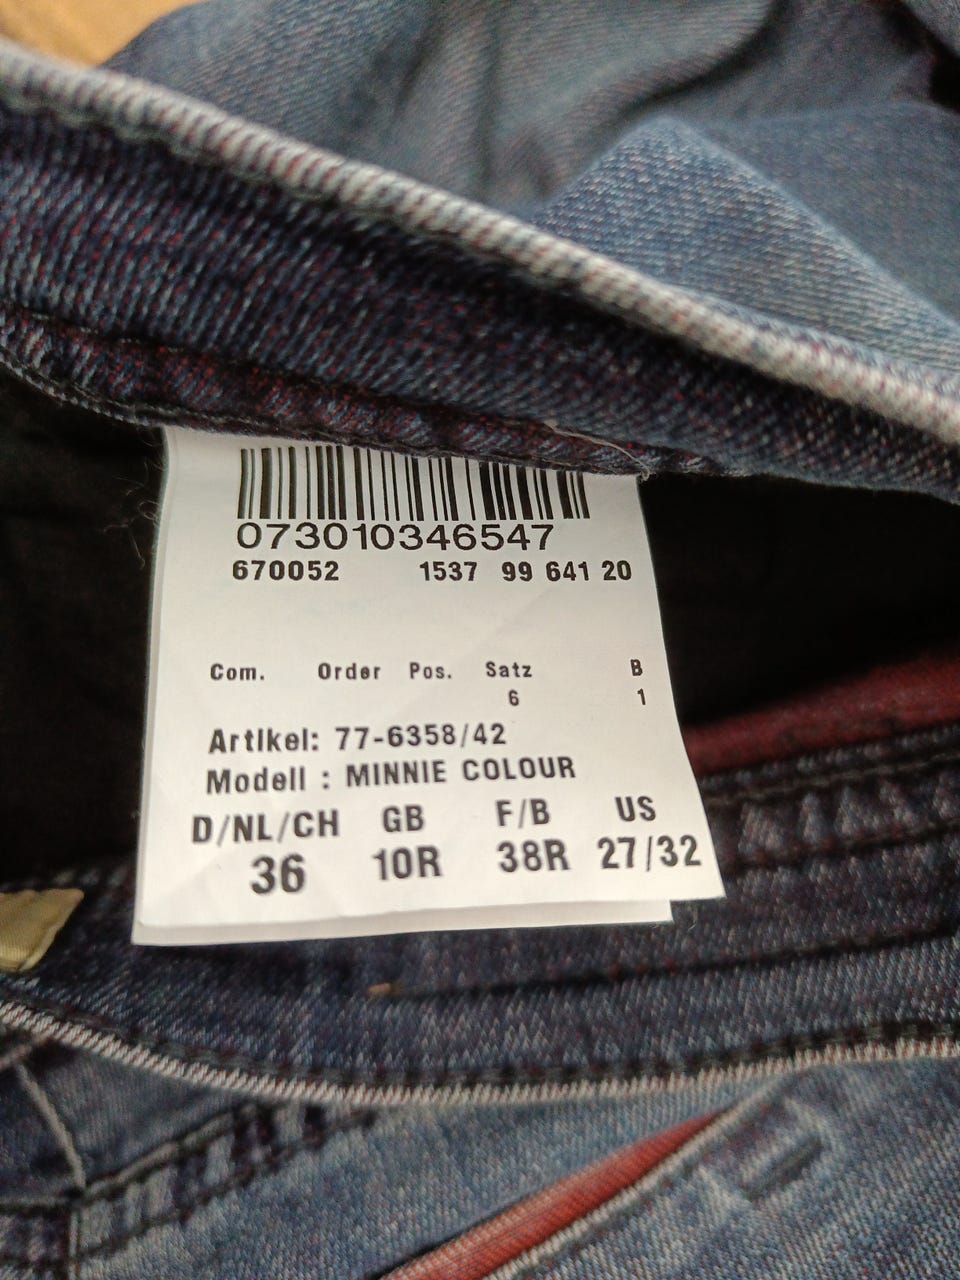 073010346547
670052 1537 99 641 20
Com. Order Pos. Satz B
6 1
Artikel: 77-6358/42
Modell : MINNIE COLOUR
D/NL/CH GB F/B US
36 10R 38R 27/32